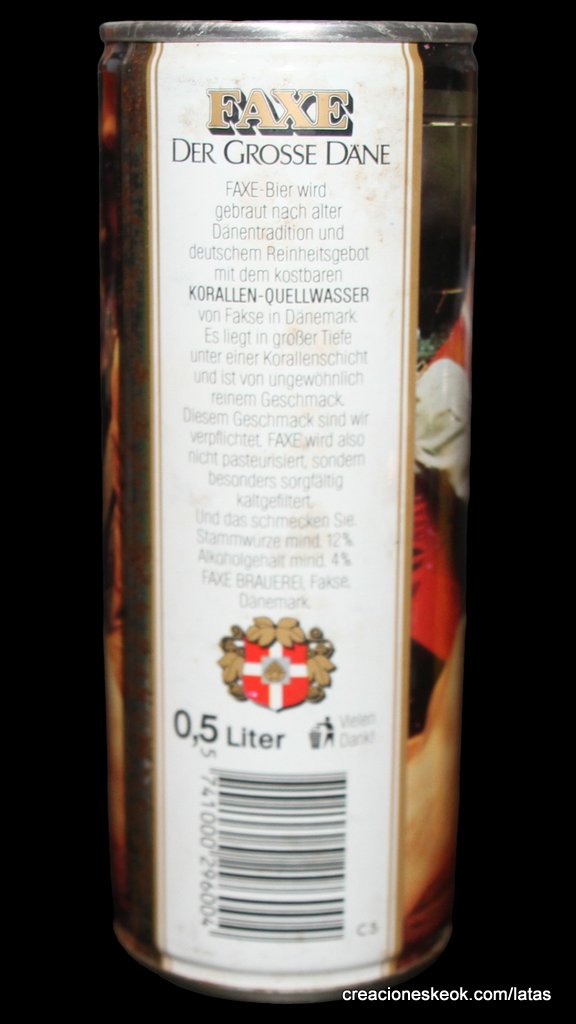 FAXE
DER GROSSE DÄNE
FAXE-Bier wird
gebraut nach alter
Dänentradition und
deutschem Reinheitsgebot
mit dem kostbaren
KORALLEN-QUELLWASSER
von Fakse in Dänemark.
Es liegt in großer Tiefe
unter einer Korallenschicht
und ist von ungewöhnlich
reinem Geschmack.
Diesem Geschmack sind wir
verpflichtet. FAXE wird also
nicht pasteurisiert, sondern
besonders sorgfältig
kaltgefiltert.
Und das schmecken Sie.
Stammwürze mind. 12%.
Alkoholgehalt mind. 4%.
FAXE BRAUEREI, Fakse,
Dänemark.
0,5 Liter
Vielen
Dank!
5 741000 296004
C5
creacioneskeok.com/latas